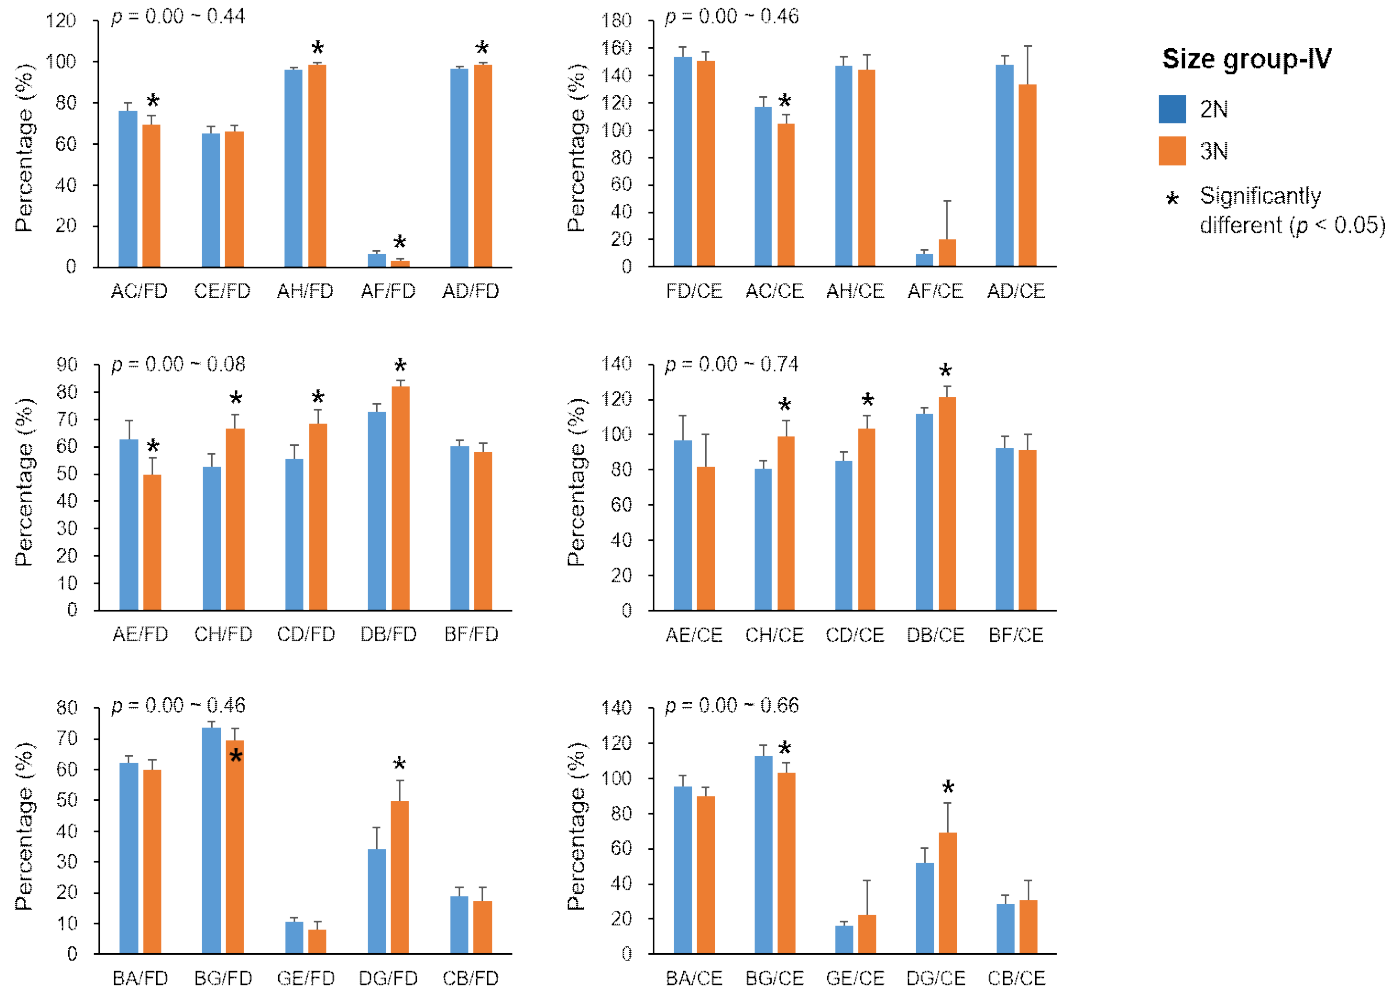 p = 0.00 ~ 0.44
Percentage (%)
120
100
80
60
40
20
0
*
*
*
*
AC/FD CE/FD AH/FD AF/FD AD/FD
p = 0.00 ~ 0.46
Percentage (%)
180
160
140
120
100
80
60
40
20
0
*
FD/CE AC/CE AH/CE AF/CE AD/CE
Size group-IV
2N
3N
* Significantly
different (p < 0.05)
p = 0.00 ~ 0.08
Percentage (%)
90
80
70
60
50
40
30
20
10
0
*
*
*
*
AE/FD CH/FD CD/FD DB/FD BF/FD
p = 0.00 ~ 0.74
Percentage (%)
140
120
100
80
60
40
20
0
*
*
*
AE/CE CH/CE CD/CE DB/CE BF/CE
p = 0.00 ~ 0.46
Percentage (%)
80
70
60
50
40
30
20
10
0
*
*
BA/FD BG/FD GE/FD DG/FD CB/FD
p = 0.00 ~ 0.66
Percentage (%)
140
120
100
80
60
40
20
0
*
*
BA/CE BG/CE GE/CE DG/CE CB/CE